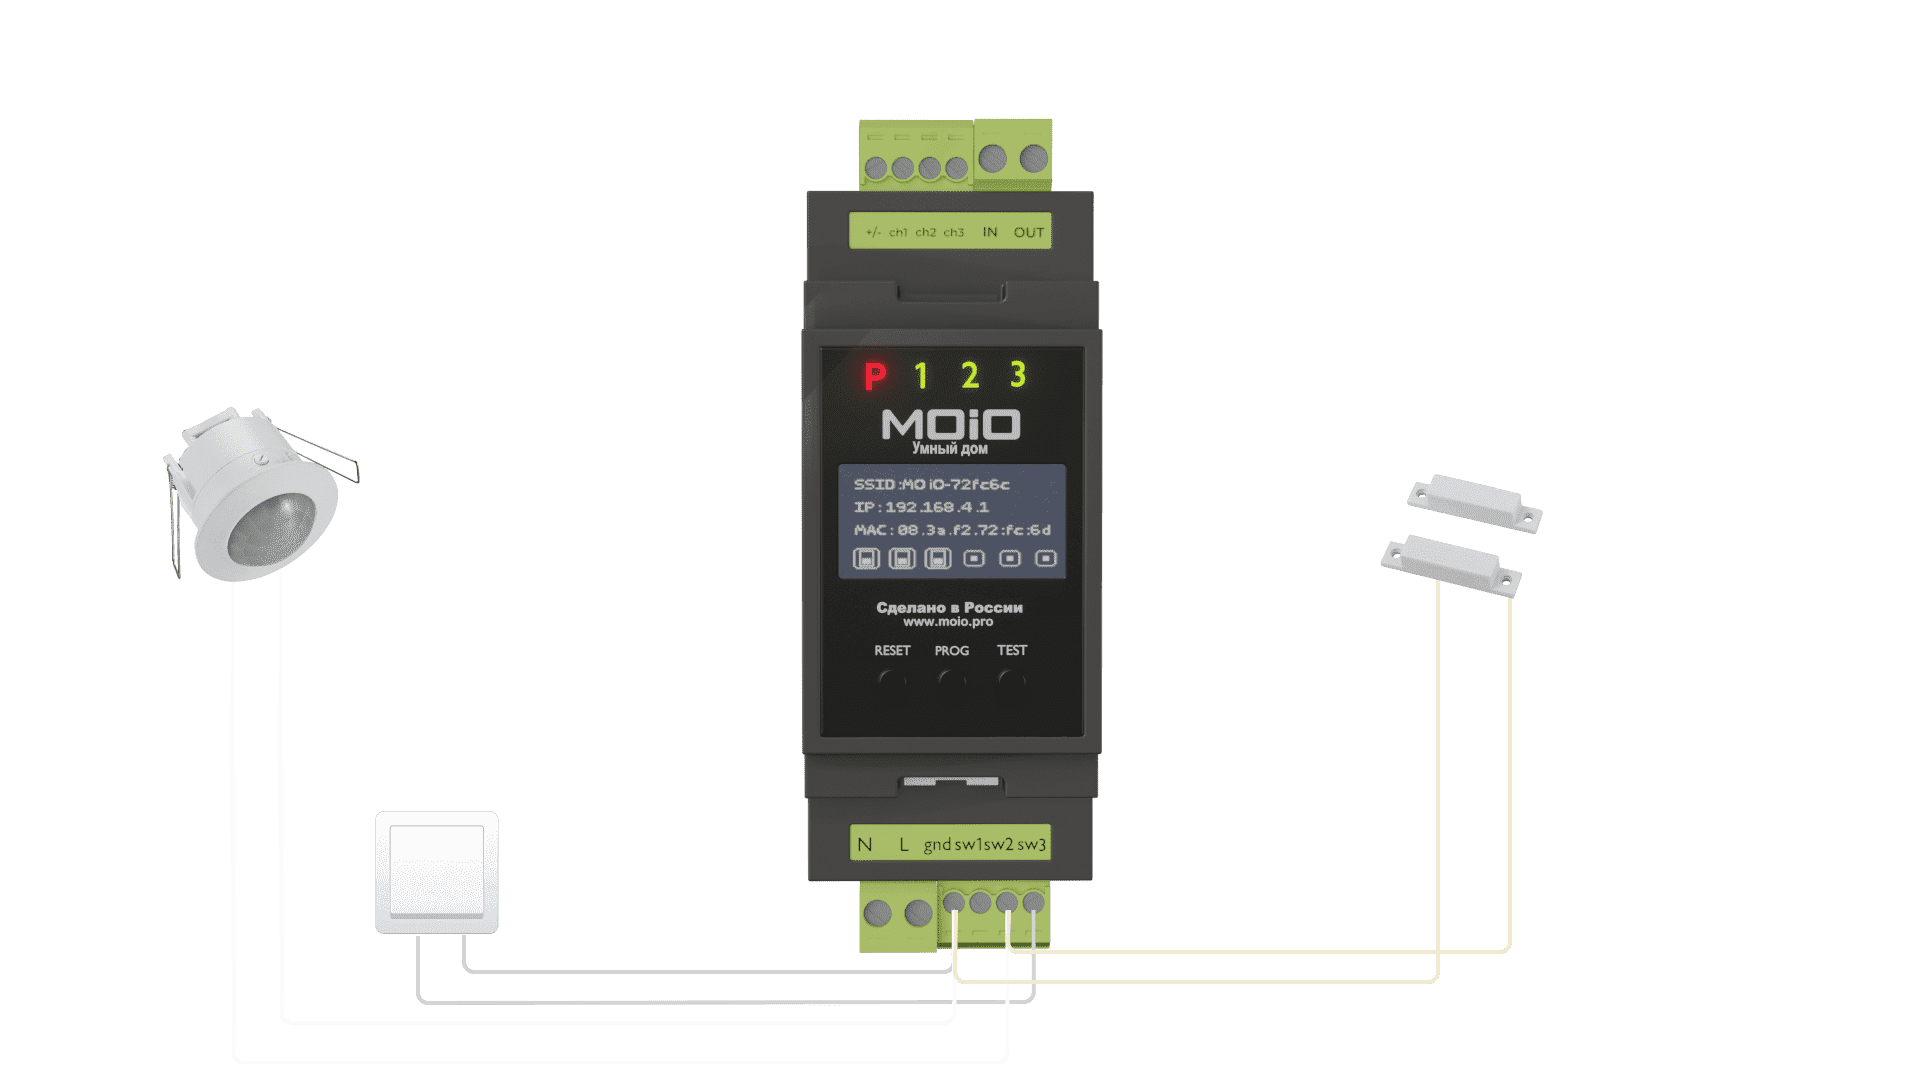 +/- ch1 ch2 ch3 IN OUT
P 1 2 3
MOiO
Умный дом
SSID:MOiO-72fc6c
IP:192.168.4.1
MAC:08.3a.f2.72:fc:6d
Сделано в России
www.moio.pro
RESET PROG TEST
N L gnd sw1 sw2 sw3